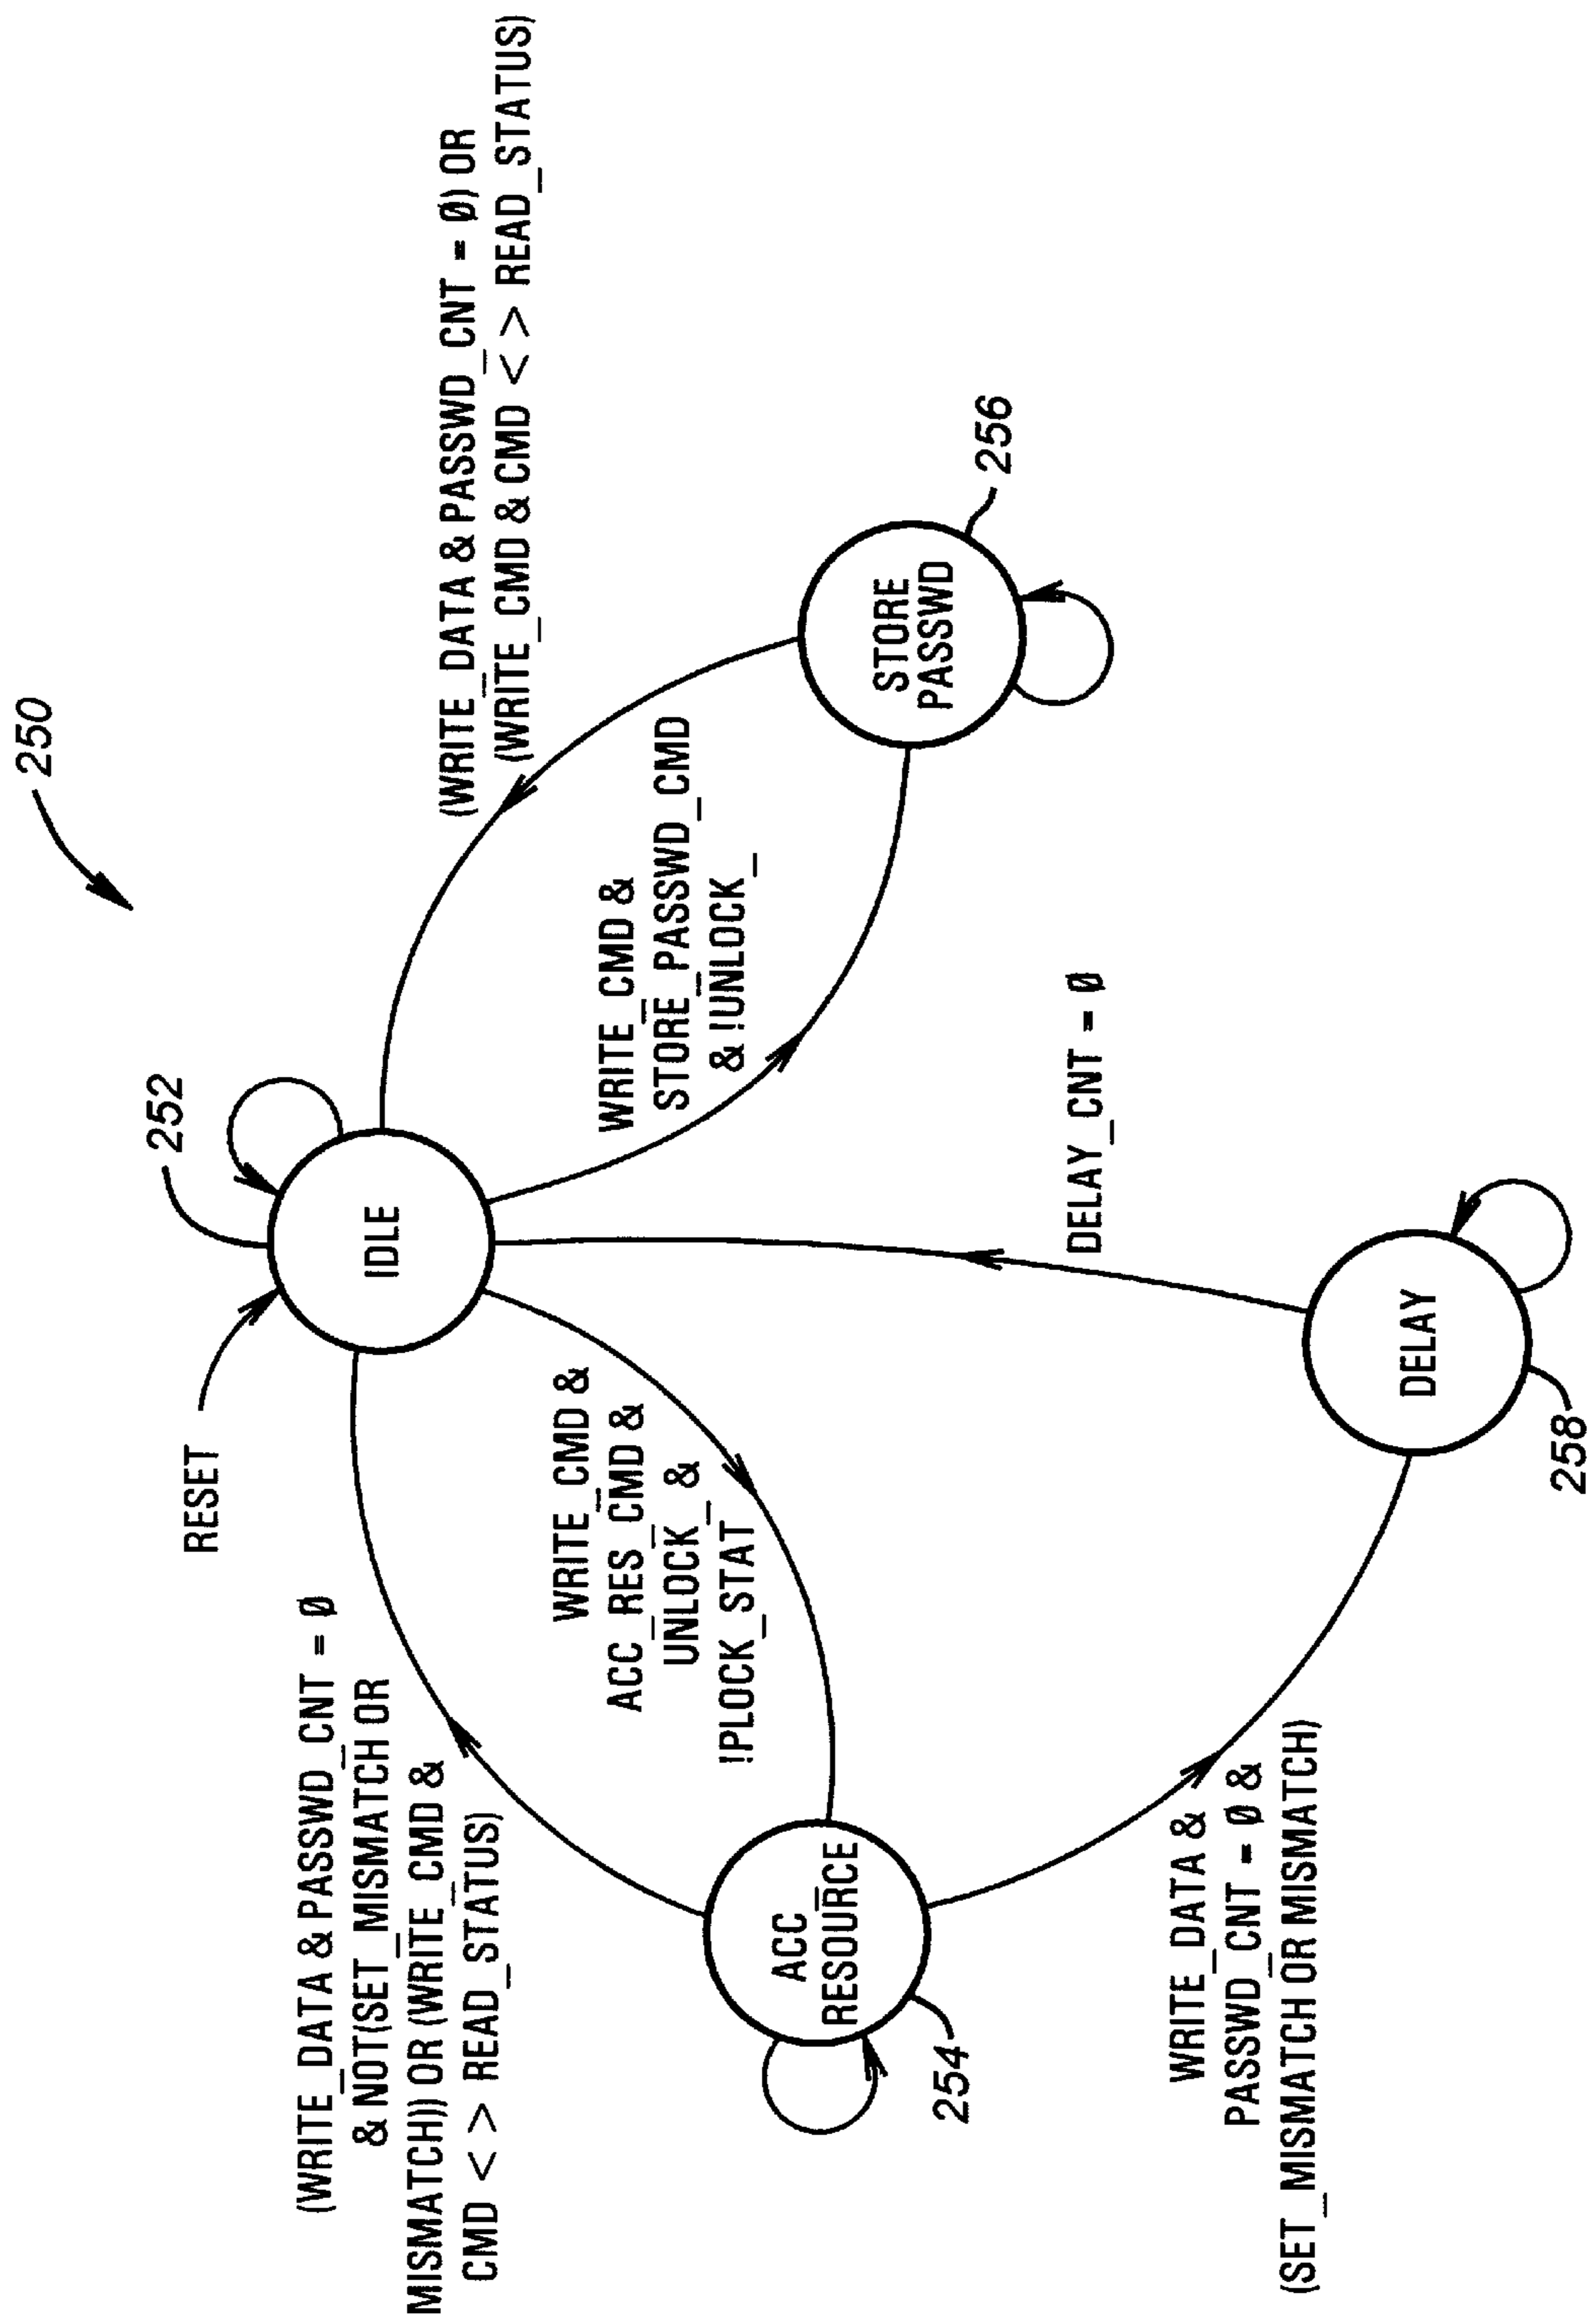 250
RESET
252
IDLE
(WRITE_DATA & PASSWD_CNT = Ø
& NOT(SET_MISMATCH OR
MISMATCH)) OR (WRITE_CMD &
CMD < > READ_STATUS)
(WRITE_DATA & PASSWD_CNT = Ø) OR
(WRITE_CMD & CMD < > READ_STATUS)
WRITE_CMD &
ACC_RES_CMD &
UNLOCK_ &
!PLOCK_STAT
WRITE_CMD &
STORE_PASSWD_CMD
& !UNLOCK_
ACC_
RESOURCE
254
STORE
PASSWD
256
DELAY_CNT = Ø
WRITE_DATA &
PASSWD_CNT = Ø &
(SET_MISMATCH OR MISMATCH)
DELAY
258